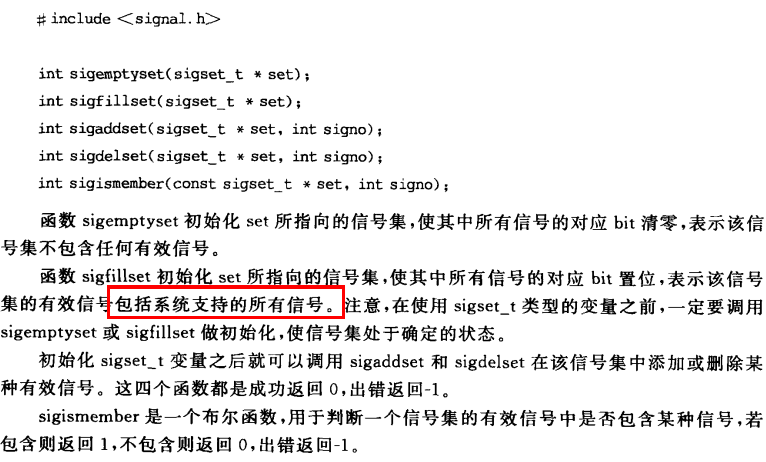 # include <signal.h>
int sigemptyset(sigset_t * set);
int sigfillset(sigset_t * set);
int sigaddset(sigset_t * set, int signo);
int sigdelset(sigset_t * set, int signo);
int sigismember(const sigset_t * set, int signo);
函数 sigemptyset 初始化 set 所指向的信号集,使其中所有信号的对应 bit 清零,表示该信
号集不包含任何有效信号。
函数 sigfillset 初始化 set 所指向的信号集,使其中所有信号的对应 bit 置位,表示该信号
集的有效信号包括系统支持的所有信号。注意,在使用 sigset_t 类型的变量之前,一定要调用
sigemptyset 或 sigfillset 做初始化,使信号集处于确定的状态。
初始化 sigset_t 变量之后就可以调用 sigaddset 和 sigdelset 在该信号集中添加或删除某
种有效信号。这四个函数都是成功返回 0,出错返回-1。
sigismember 是一个布尔函数,用于判断一个信号集的有效信号中是否包含某种信号,若
包含则返回 1,不包含则返回 0,出错返回-1。